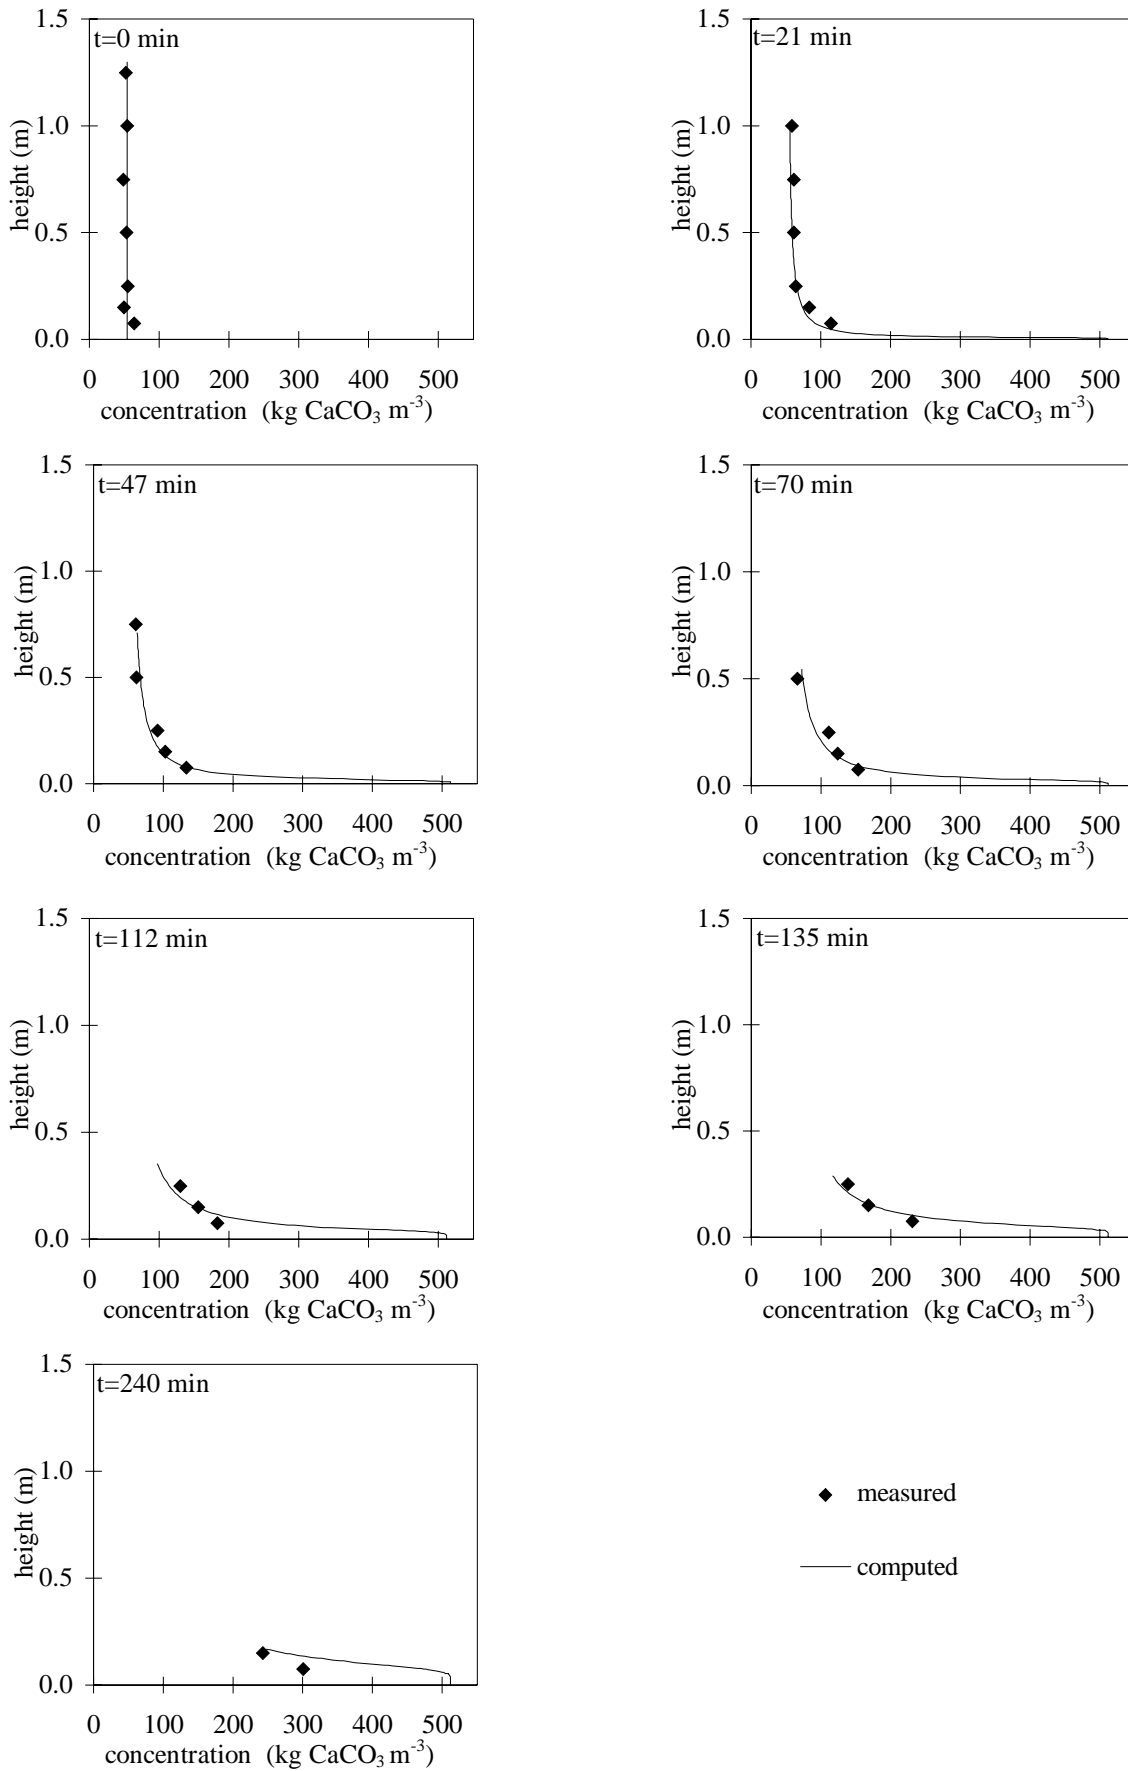 t=0 min
1.5
1.0
0.5
0.0
height (m)
0 100 200 300 400 500
concentration (kg CaCO₃ m⁻³)
t=21 min
1.5
1.0
0.5
0.0
height (m)
0 100 200 300 400 500
concentration (kg CaCO₃ m⁻³)
t=47 min
1.5
1.0
0.5
0.0
height (m)
0 100 200 300 400 500
concentration (kg CaCO₃ m⁻³)
t=70 min
1.5
1.0
0.5
0.0
height (m)
0 100 200 300 400 500
concentration (kg CaCO₃ m⁻³)
t=112 min
1.5
1.0
0.5
0.0
height (m)
0 100 200 300 400 500
concentration (kg CaCO₃ m⁻³)
t=135 min
1.5
1.0
0.5
0.0
height (m)
0 100 200 300 400 500
concentration (kg CaCO₃ m⁻³)
t=240 min
1.5
1.0
0.5
0.0
height (m)
0 100 200 300 400 500
concentration (kg CaCO₃ m⁻³)
measured
computed